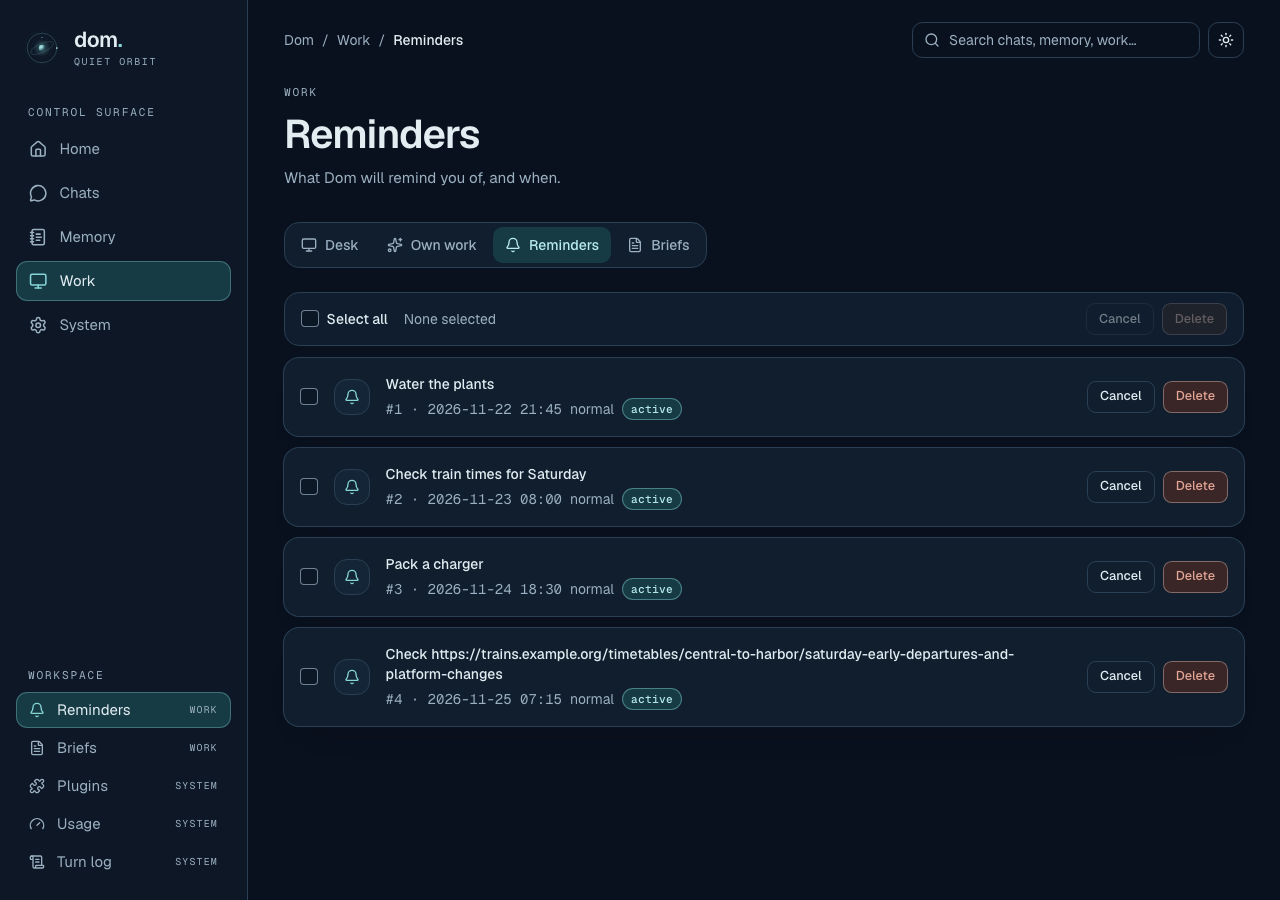 dom.
QUIET ORBIT
CONTROL SURFACE
Home
Chats
Memory
Work
System
WORKSPACE
Reminders WORK
Briefs WORK
Plugins SYSTEM
Usage SYSTEM
Turn log SYSTEM
Dom / Work / Reminders
Search chats, memory, work…
WORK
Reminders
What Dom will remind you of, and when.
Desk Own work Reminders Briefs
Select all None selected Cancel Delete
Water the plants
#1 · 2026-11-22 21:45 normal active
Cancel Delete
Check train times for Saturday
#2 · 2026-11-23 08:00 normal active
Cancel Delete
Pack a charger
#3 · 2026-11-24 18:30 normal active
Cancel Delete
Check https://trains.example.org/timetables/central-to-harbor/saturday-early-departures-and-
platform-changes
#4 · 2026-11-25 07:15 normal active
Cancel Delete